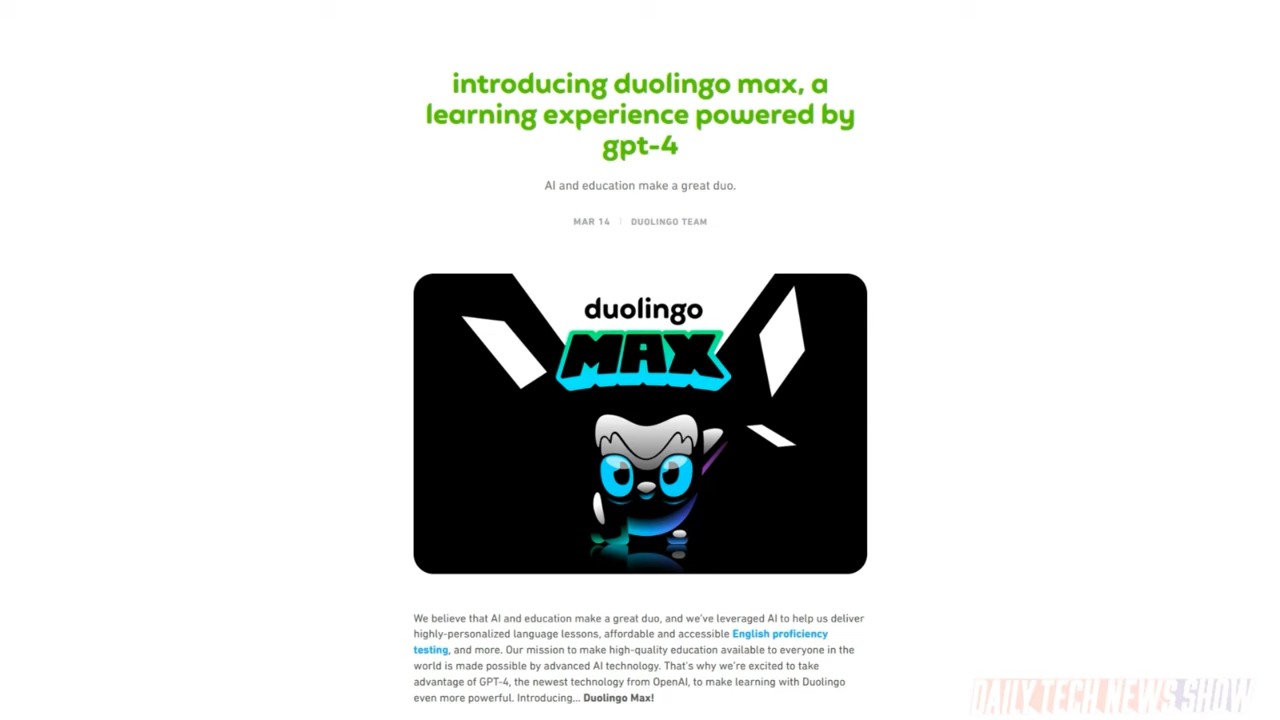 introducing duolingo max, a
learning experience powered by
gpt-4
AI and education make a great duo.
MAR 14 | DUOLINGO TEAM
duolingo
MAX
We believe that AI and education make a great duo, and we've leveraged AI to help us deliver
highly-personalized language lessons, affordable and accessible English proficiency
testing, and more. Our mission to make high-quality education available to everyone in the
world is made possible by advanced AI technology. That's why we're excited to take
advantage of GPT-4, the newest technology from OpenAI, to make learning with Duolingo
even more powerful. Introducing... Duolingo Max!
DAILY TECH NEWS SHOW